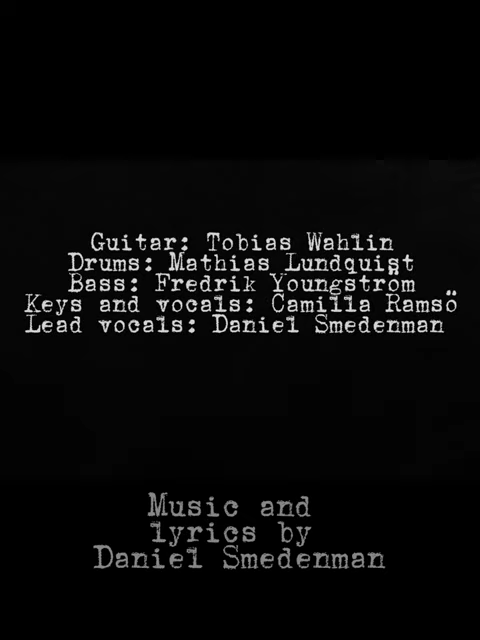 Guitar: Tobias Wahlin
Drums: Mathias Lundquist
Bass: Fredrik Youngström
Keys and vocals: Camilla Ramsö
Lead vocals: Daniel Smedenman
Music and
lyrics by
Daniel Smedenman